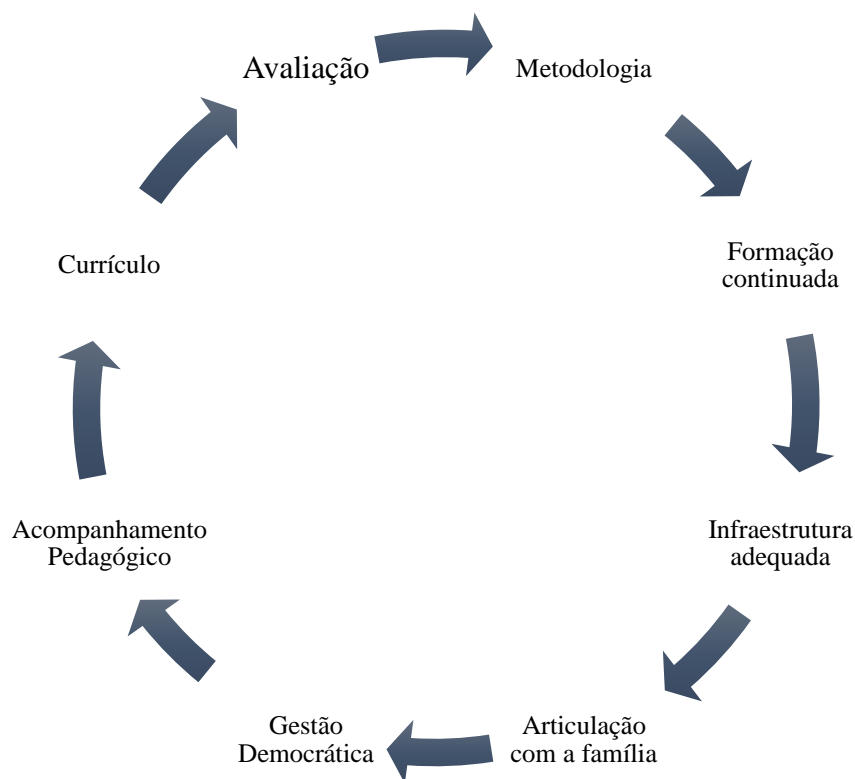 Avaliação
Metodologia
Formação
continuada
Infraestrutura
adequada
Articulação
com a família
Gestão
Democrática
Acompanhamento
Pedagógico
Currículo